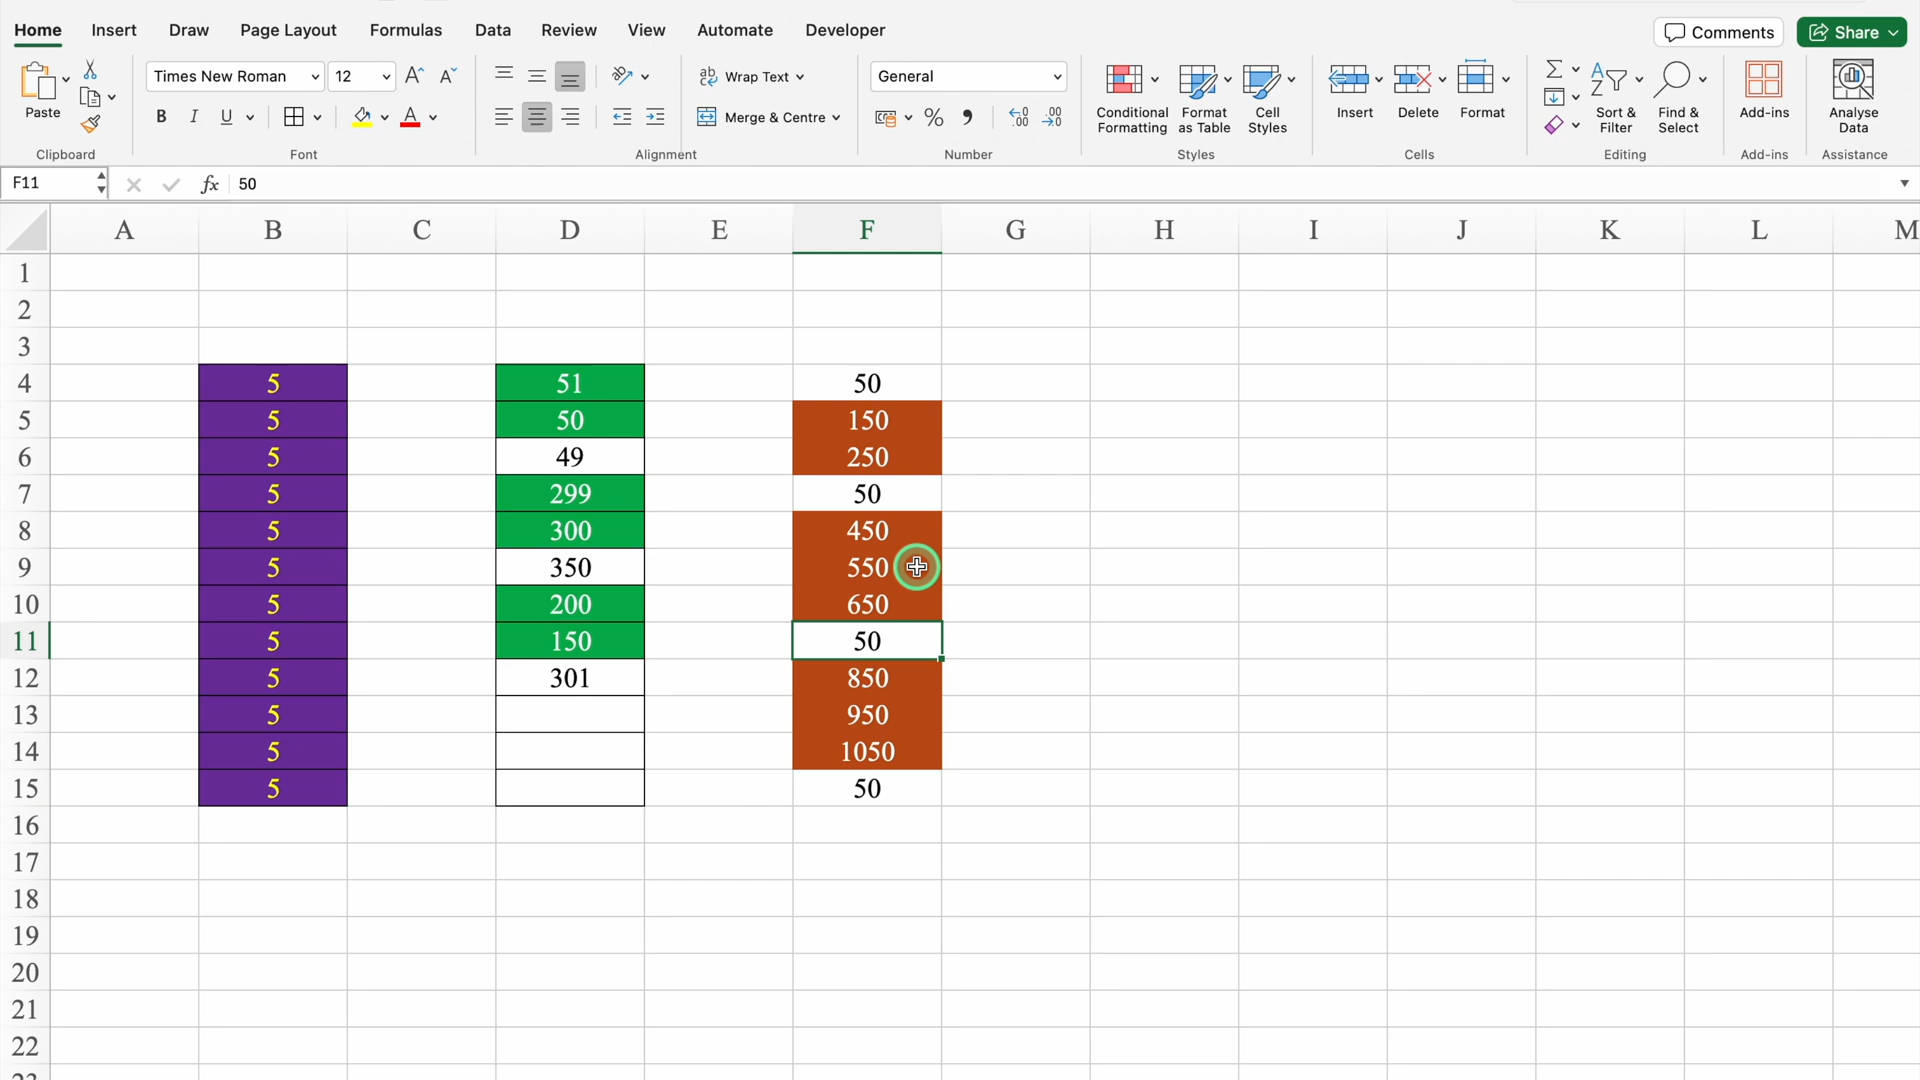 Home Insert Draw Page Layout Formulas Data Review View Automate Developer Comments Share
Times New Roman 12 Wrap Text General
Paste B I U Merge & Centre % Conditional Formatting Format as Table Cell Styles Insert Delete Format Sort & Filter Find & Select Add-ins Analyse Data
Clipboard Font Alignment Number Styles Cells Editing Add-ins Assistance
F11 fx 50
A B C D E F G H I J K L M
1
2
3
4 5 51 50
5 5 50 150
6 5 49 250
7 5 299 50
8 5 300 450
9 5 350 550
10 5 200 650
11 5 150 50
12 5 301 850
13 5 950
14 5 1050
15 5 50
16
17
18
19
20
21
22
23